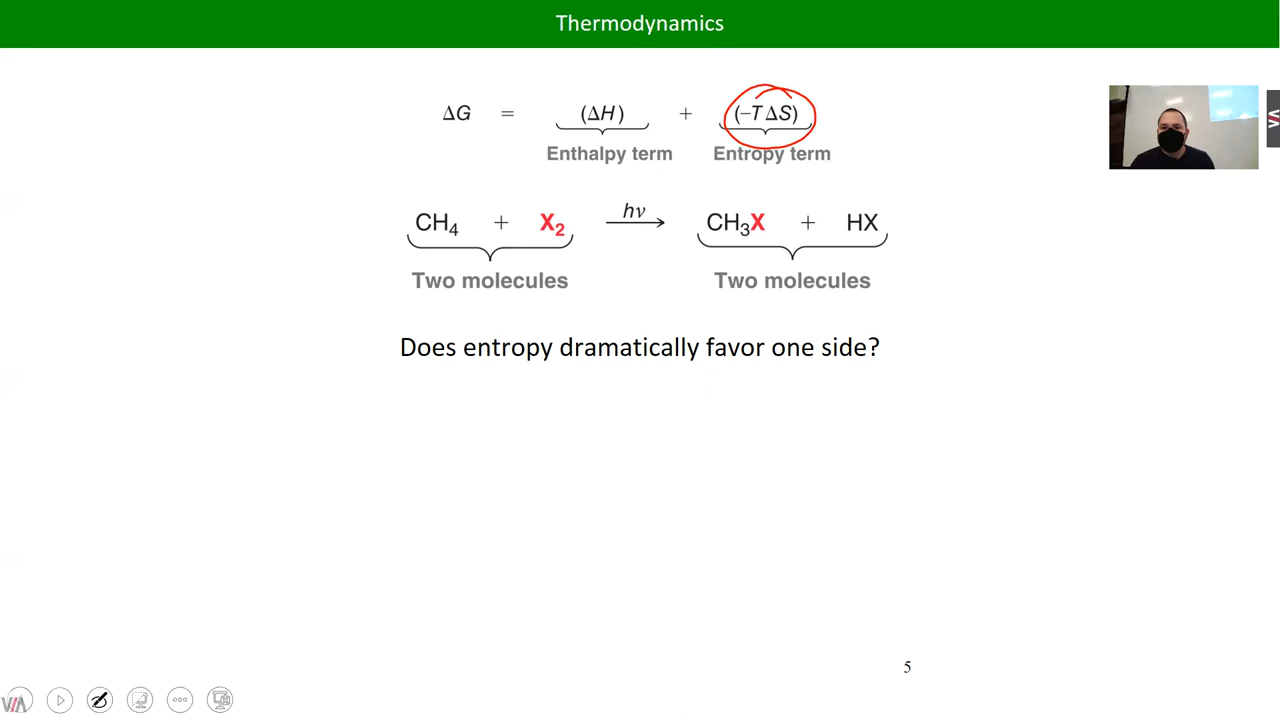 Thermodynamics
ΔG = (ΔH) + (−TΔS)
Enthalpy term Entropy term
CH₄ + X₂ hν → CH₃X + HX
Two molecules Two molecules
Does entropy dramatically favor one side?
5
VIA